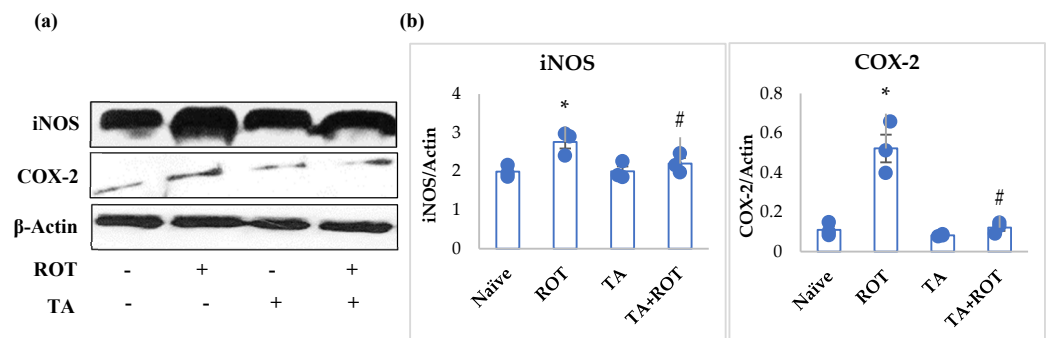 (a)
iNOS
COX-2
β-Actin
ROT - + - +
TA - - + +
(b)
iNOS
iNOS/Actin
4
3
2
1
0
*
#
Naïve ROT TA TA+ROT
COX-2
COX-2/Actin
0.8
0.6
0.4
0.2
0
*
#
Naïve ROT TA TA+ROT